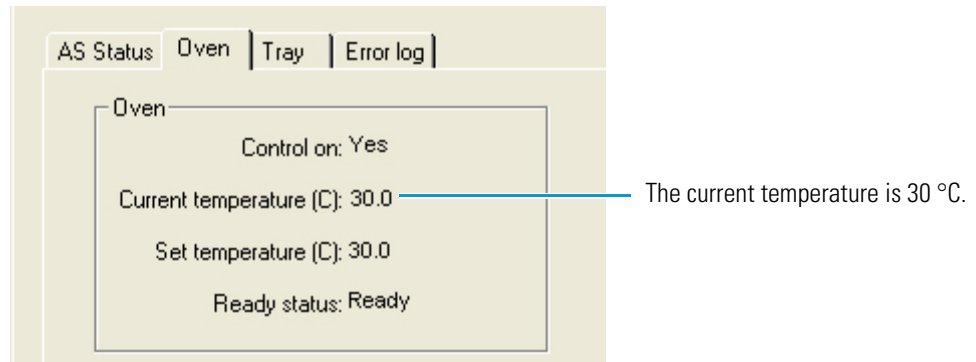 AS Status Oven Tray Error log
Oven
Control on: Yes
Current temperature (C): 30.0 The current temperature is 30 °C.
Set temperature (C): 30.0
Ready status: Ready